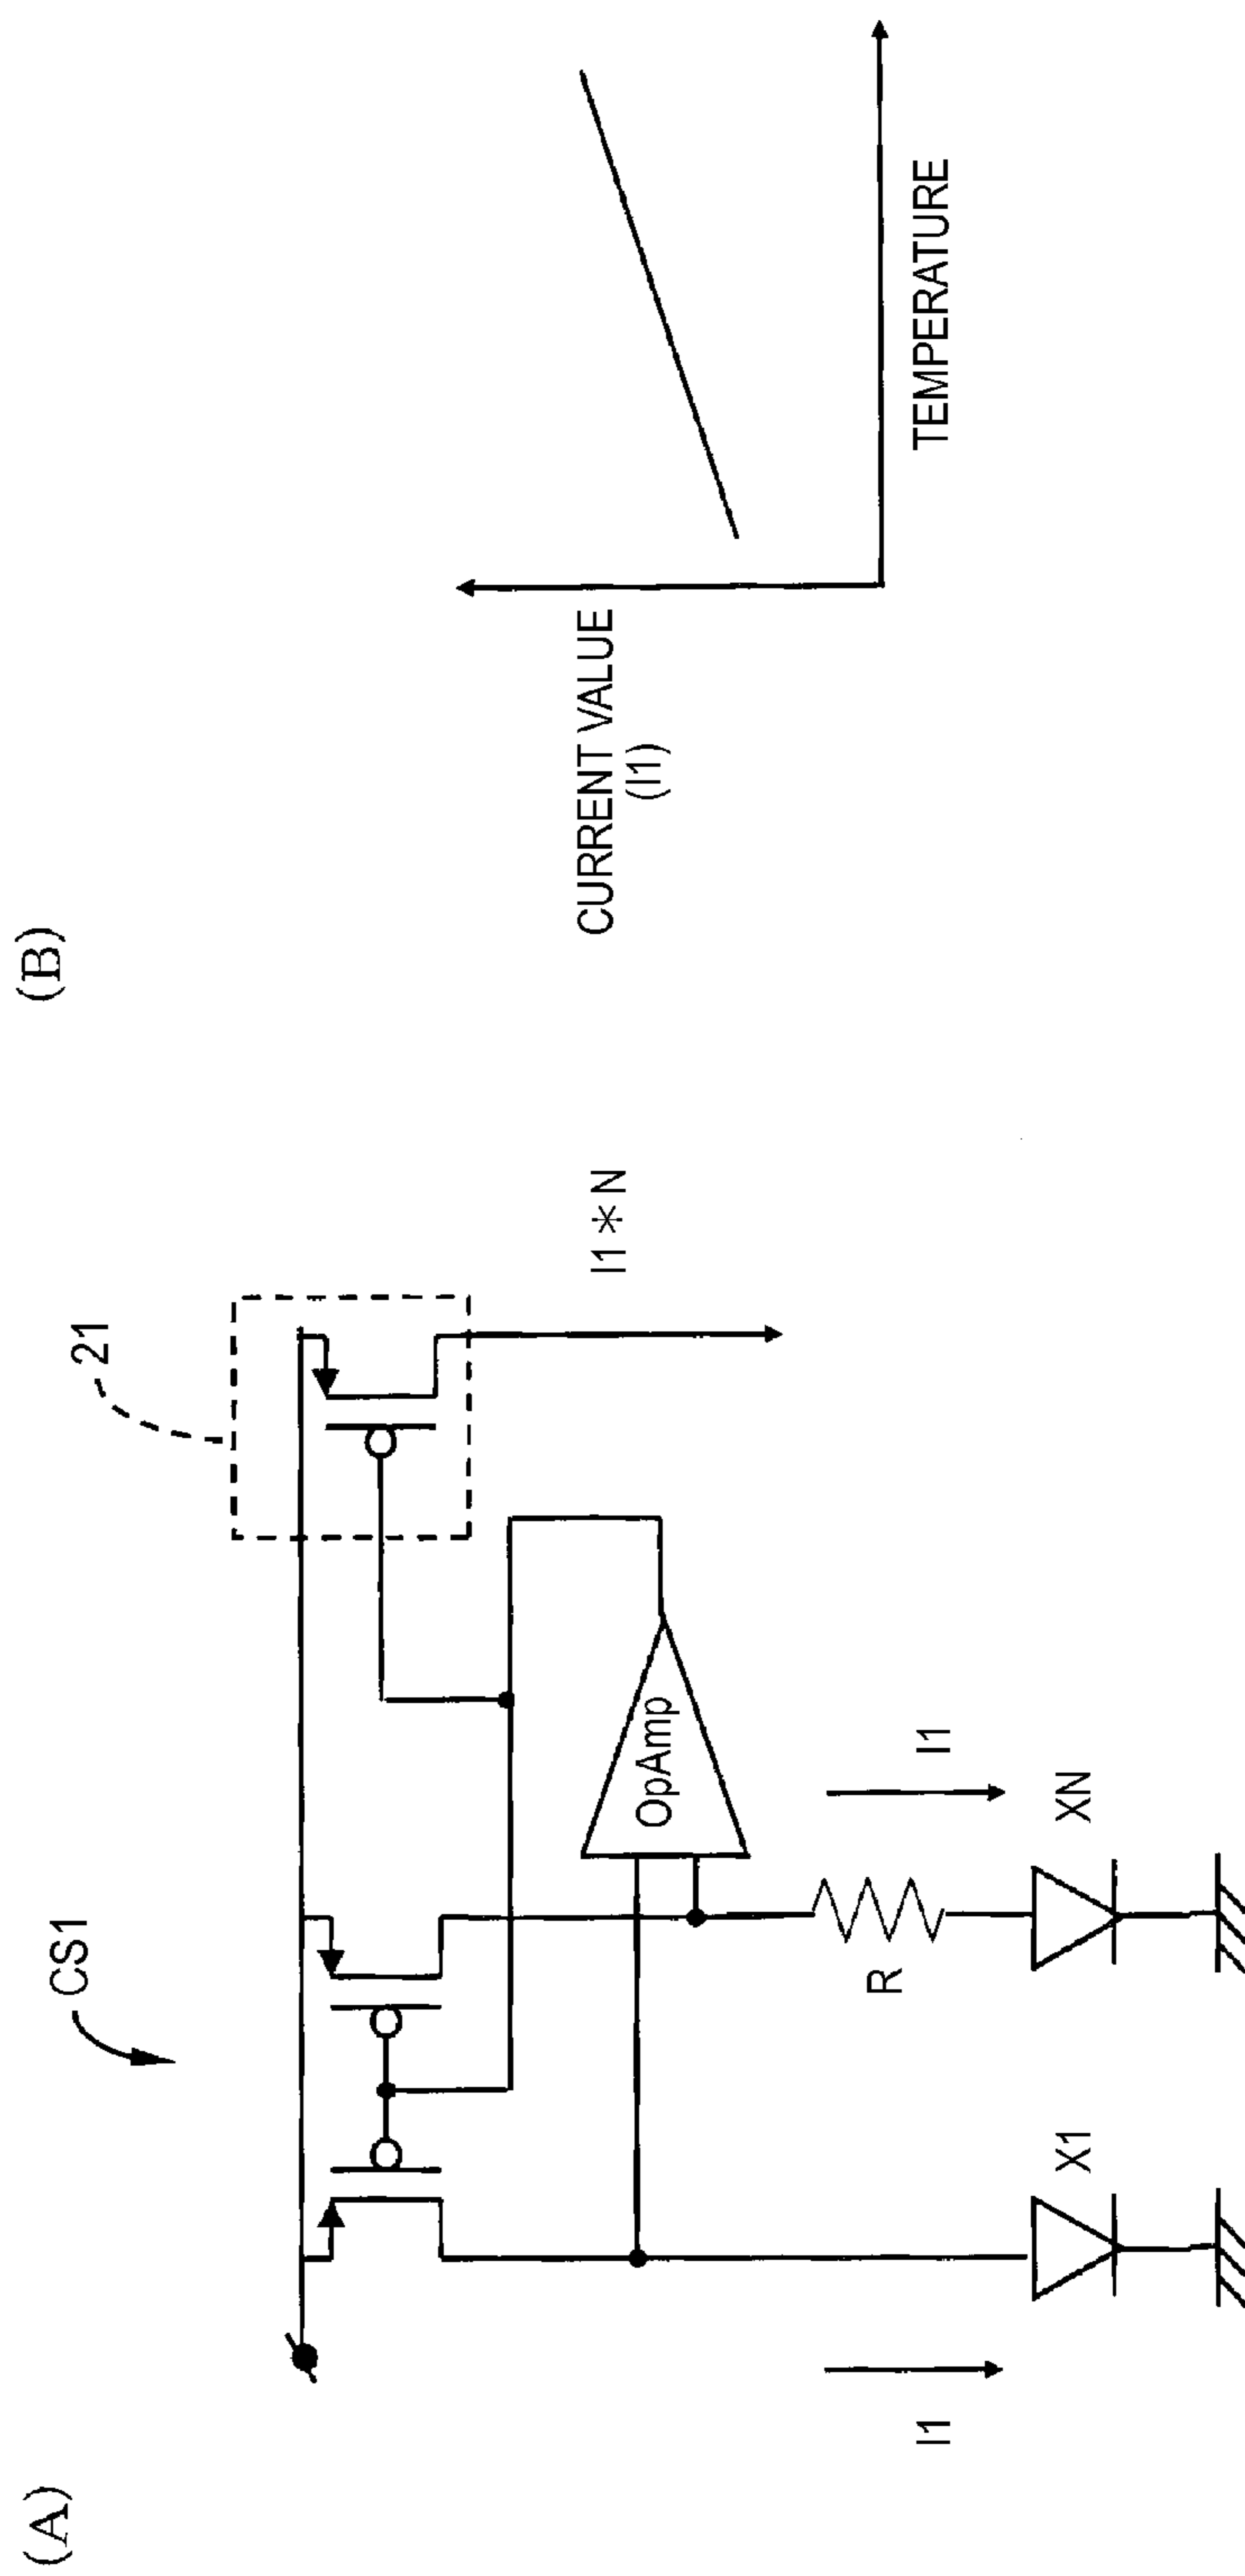 (A)
CS1
21
I1*N
OpAmp
R
I1
I1
X1
XN
(B)
CURRENT VALUE
(I1)
TEMPERATURE